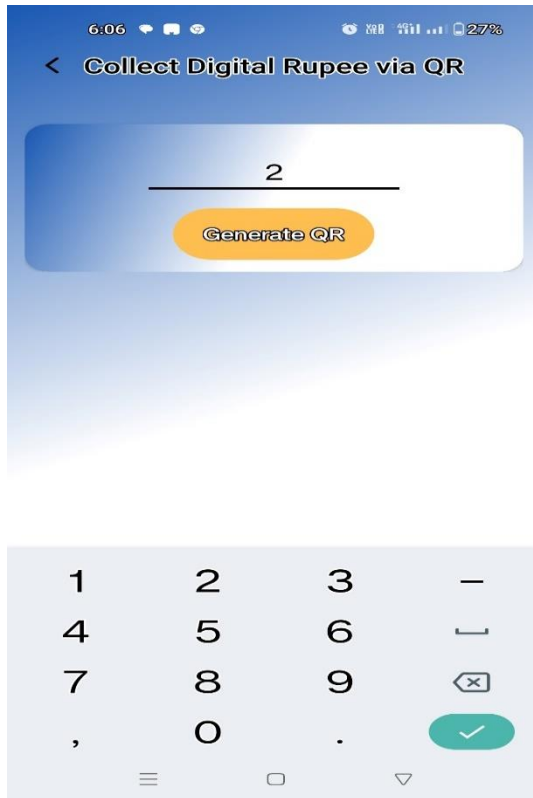 6:06 27%
< Collect Digital Rupee via QR
2
Generate QR
1 2 3 –
4 5 6
7 8 9
, 0 .